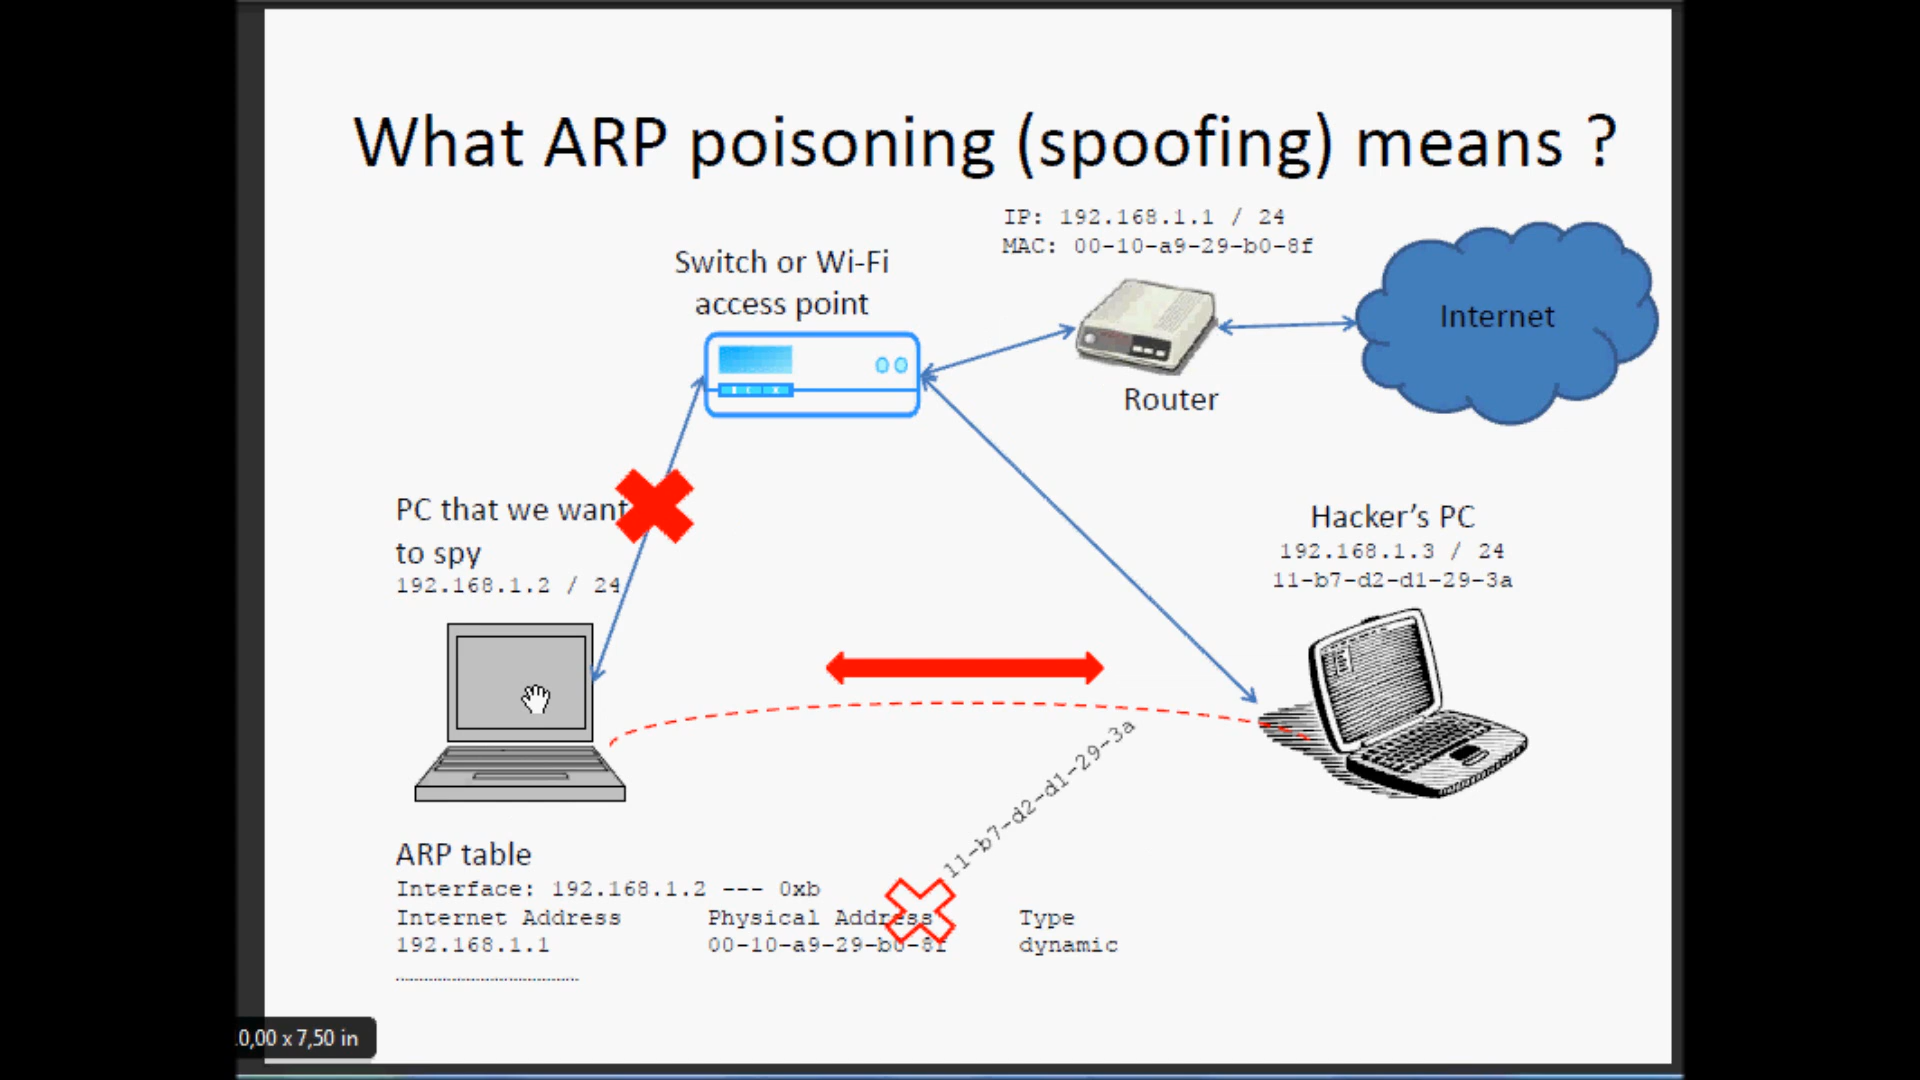 What ARP poisoning (spoofing) means ?
IP: 192.168.1.1 / 24
MAC: 00-10-a9-29-b0-8f
Switch or Wi-Fi
access point
Internet
Router
PC that we want
to spy
192.168.1.2 / 24
Hacker's PC
192.168.1.3 / 24
11-b7-d2-d1-29-3a
11-b7-d2-d1-29-3a
ARP table
Interface: 192.168.1.2 --- 0xb
Internet Address Physical Address Type
192.168.1.1 00-10-a9-29-b0-8f dynamic
0,00 x 7,50 in